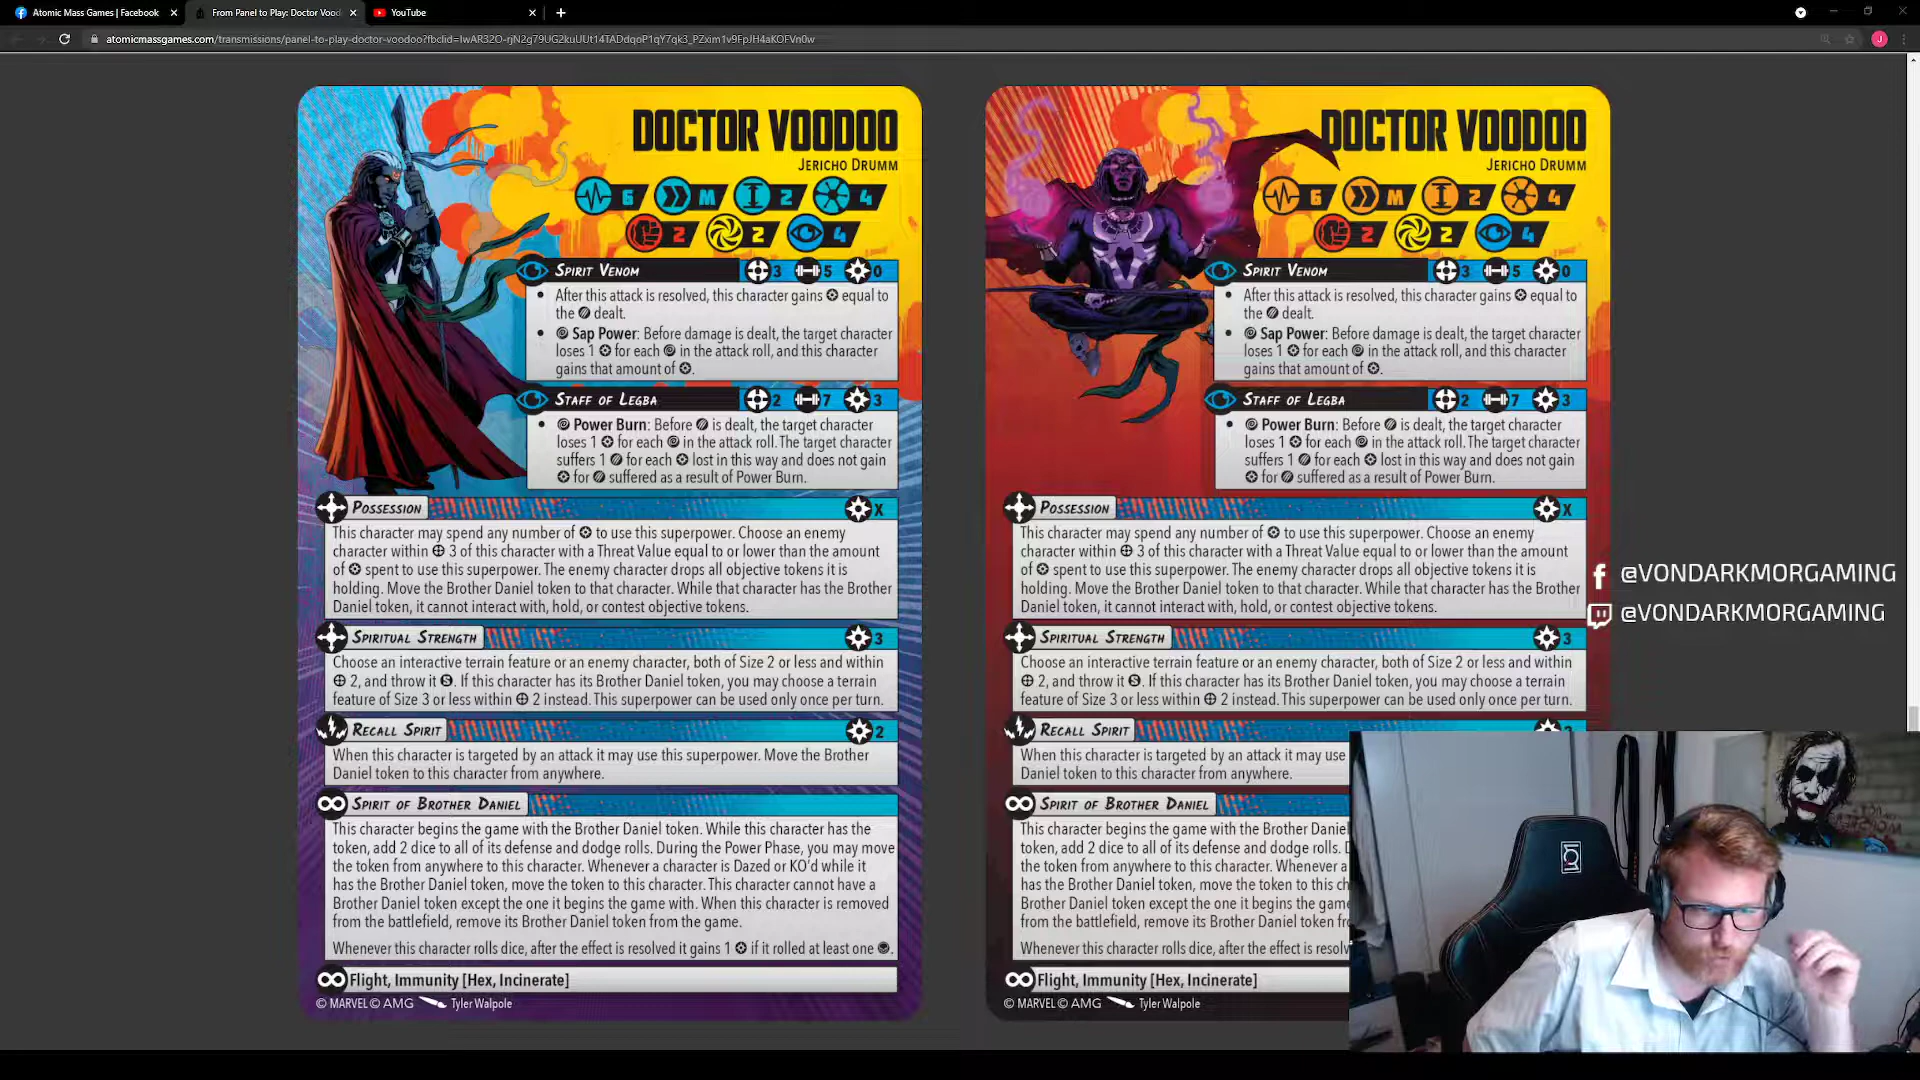 Atomic Mass Games | Facebook
From Panel to Play: Doctor Vood
YouTube
atomicmassgames.com/transmissions/panel-to-play-doctor-voodoo?fbclid=
J
DOCTOR VOODOO
JERICHO DRUMM
6 M 2 4
2 2 4
SPIRIT VENOM 3 5 0
• After this attack is resolved, this character gains equal to
the dealt.
• Sap Power: Before damage is dealt, the target character
loses 1 for each in the attack roll, and this character
gains that amount of .
STAFF OF LEGBA 2 7 3
• Power Burn: Before is dealt, the target character
loses 1 for each in the attack roll. The target character
suffers 1 for each lost in this way and does not gain
for suffered as a result of Power Burn.
POSSESSION X
This character may spend any number of to use this superpower. Choose an enemy
character within 3 of this character with a Threat Value equal to or lower than the amount
of spent to use this superpower. The enemy character drops all objective tokens it is
holding. Move the Brother Daniel token to that character. While that character has the Brother
Daniel token, it cannot interact with, hold, or contest objective tokens.
SPIRITUAL STRENGTH 3
Choose an interactive terrain feature or an enemy character, both of Size 2 or less and within
2, and throw it S. If this character has its Brother Daniel token, you may choose a terrain
feature of Size 3 or less within 2 instead. This superpower can be used only once per turn.
RECALL SPIRIT 2
When this character is targeted by an attack it may use this superpower. Move the Brother
Daniel token to this character from anywhere.
SPIRIT OF BROTHER DANIEL
This character begins the game with the Brother Daniel token. While this character has the
token, add 2 dice to all of its defense and dodge rolls. During the Power Phase, you may move
the token from anywhere to this character. Whenever a character is Dazed or KO'd while it
has the Brother Daniel token, move the token to this character. This character cannot have a
Brother Daniel token except the one it begins the game with. When this character is removed
from the battlefield, remove its Brother Daniel token from the game.
Whenever this character rolls dice, after the effect is resolved it gains 1 if it rolled at least one .
Flight, Immunity [Hex, Incinerate]
© MARVEL © AMG Tyler Walpole
DOCTOR VOODOO
JERICHO DRUMM
6 M 2 4
2 2 4
SPIRIT VENOM 3 5 0
• After this attack is resolved, this character gains equal to
the dealt.
• Sap Power: Before damage is dealt, the target character
loses 1 for each in the attack roll, and this character
gains that amount of .
STAFF OF LEGBA 2 7 3
• Power Burn: Before is dealt, the target character
loses 1 for each in the attack roll. The target character
suffers 1 for each lost in this way and does not gain
for suffered as a result of Power Burn.
POSSESSION X
This character may spend any number of to use this superpower. Choose an enemy
character within 3 of this character with a Threat Value equal to or lower than the amount
of spent to use this superpower. The enemy character drops all objective tokens it is
holding. Move the Brother Daniel token to that character. While that character has the Brother
Daniel token, it cannot interact with, hold, or contest objective tokens.
SPIRITUAL STRENGTH 3
Choose an interactive terrain feature or an enemy character, both of Size 2 or less and within
2, and throw it S. If this character has its Brother Daniel token, you may choose a terrain
feature of Size 3 or less within 2 instead. This superpower can be used only once per turn.
RECALL SPIRIT
When this character is targeted by an attack it may use
Daniel token to this character from anywhere.
SPIRIT OF BROTHER DANIEL
This character begins the game with the Brother Daniel
token, add 2 dice to all of its defense and dodge rolls.
the token from anywhere to this character. Whenever a
has the Brother Daniel token, move the token to this
Brother Daniel token except the one it begins the game
from the battlefield, remove its Brother Daniel token
Whenever this character rolls dice, after the effect is
Flight, Immunity [Hex, Incinerate]
© MARVEL © AMG Tyler Walpole
@VONDARKMORGAMING
@VONDARKMORGAMING